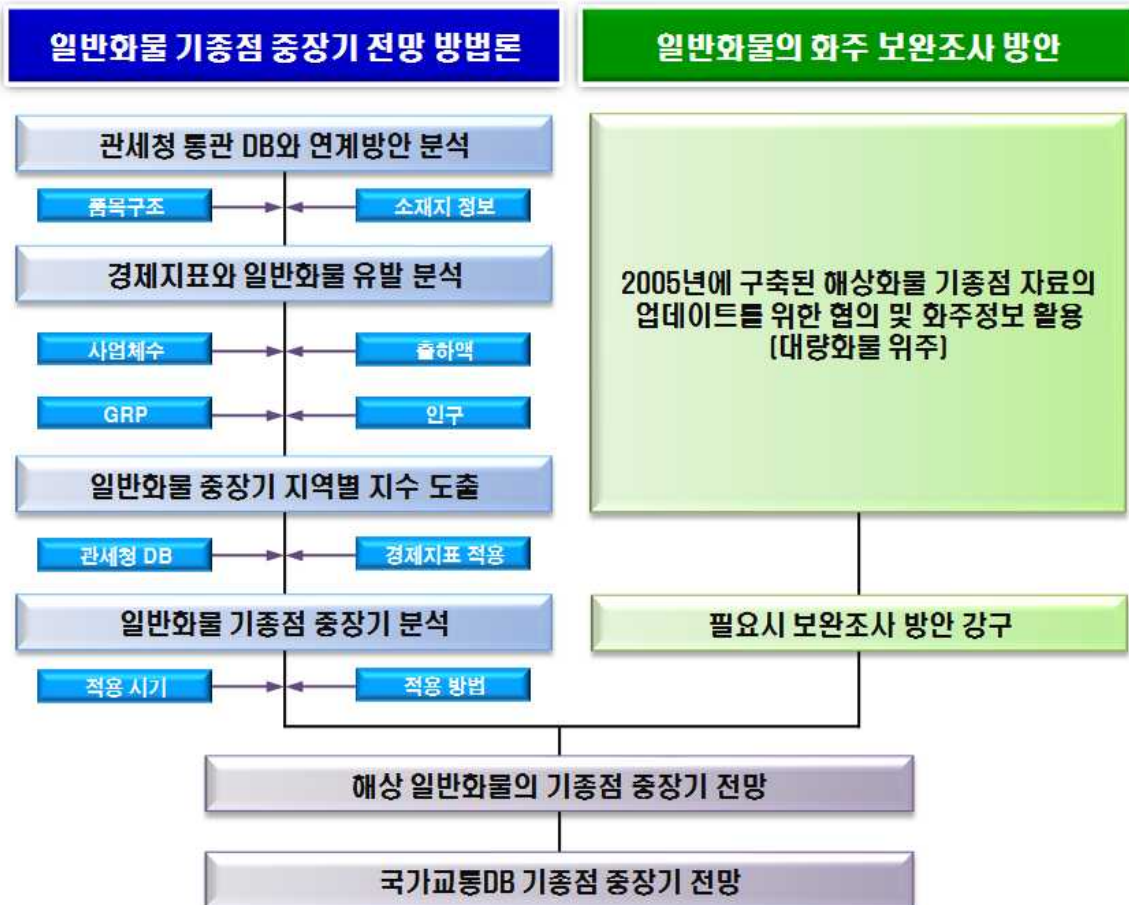 일반화물 기종점 중장기 전망 방법론
관세청 통관 DB와 연계방안 분석
품목구조
소재지 정보
경제지표와 일반화물 유발 분석
사업체수
출하액
GRP
인구
일반화물 중장기 지역별 지수 도출
관세청 DB
경제지표 적용
일반화물 기종점 중장기 분석
적용 시기
적용 방법
일반화물의 화주 보완조사 방안
2005년에 구축된 해상화물 기종점 자료의
업데이트를 위한 협의 및 화주정보 활용
(대량화물 위주)
필요시 보완조사 방안 강구
해상 일반화물의 기종점 중장기 전망
국가교통DB 기종점 중장기 전망